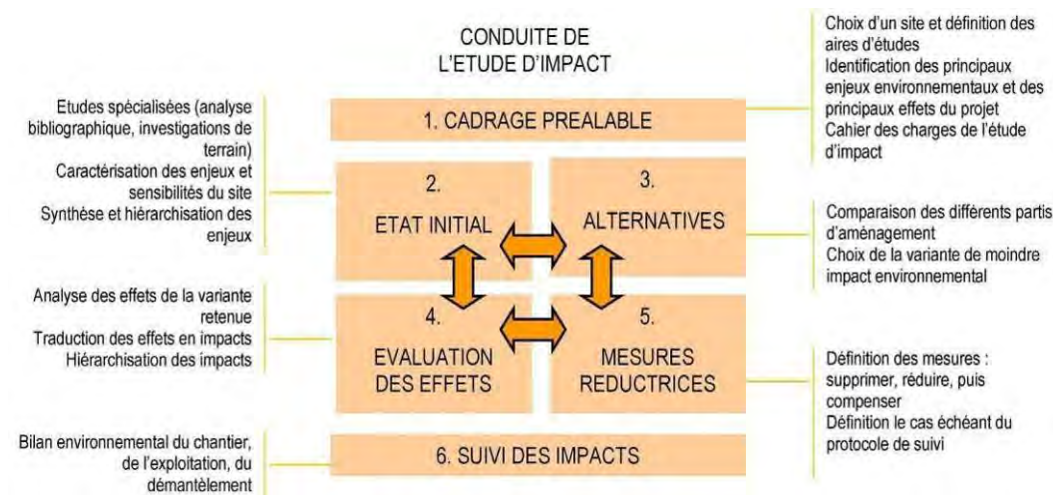 CONDUITE DE
L'ETUDE D'IMPACT
1. CADRAGE PREALABLE
Choix d'un site et définition des
aires d'études
Identification des principaux
enjeux environnementaux et des
principaux effets du projet
Cahier des charges de l'étude
d'impact
Etudes spécialisées (analyse
bibliographique, investigations de
terrain)
Caractérisation des enjeux et
sensibilités du site
Synthèse et hiérarchisation des
enjeux
2.
ETAT INITIAL
3.
ALTERNATIVES
Comparaison des différents partis
d'aménagement
Choix de la variante de moindre
impact environnemental
Analyse des effets de la variante
retenue
Traduction des effets en impacts
Hiérarchisation des impacts
4.
EVALUATION
DES EFFETS
5.
MESURES
REDUCTRICES
Définition des mesures :
supprimer, réduire, puis
compenser
Définition le cas échéant du
protocole de suivi
Bilan environnemental du chantier,
de l'exploitation, du
démantèlement
6. SUIVI DES IMPACTS